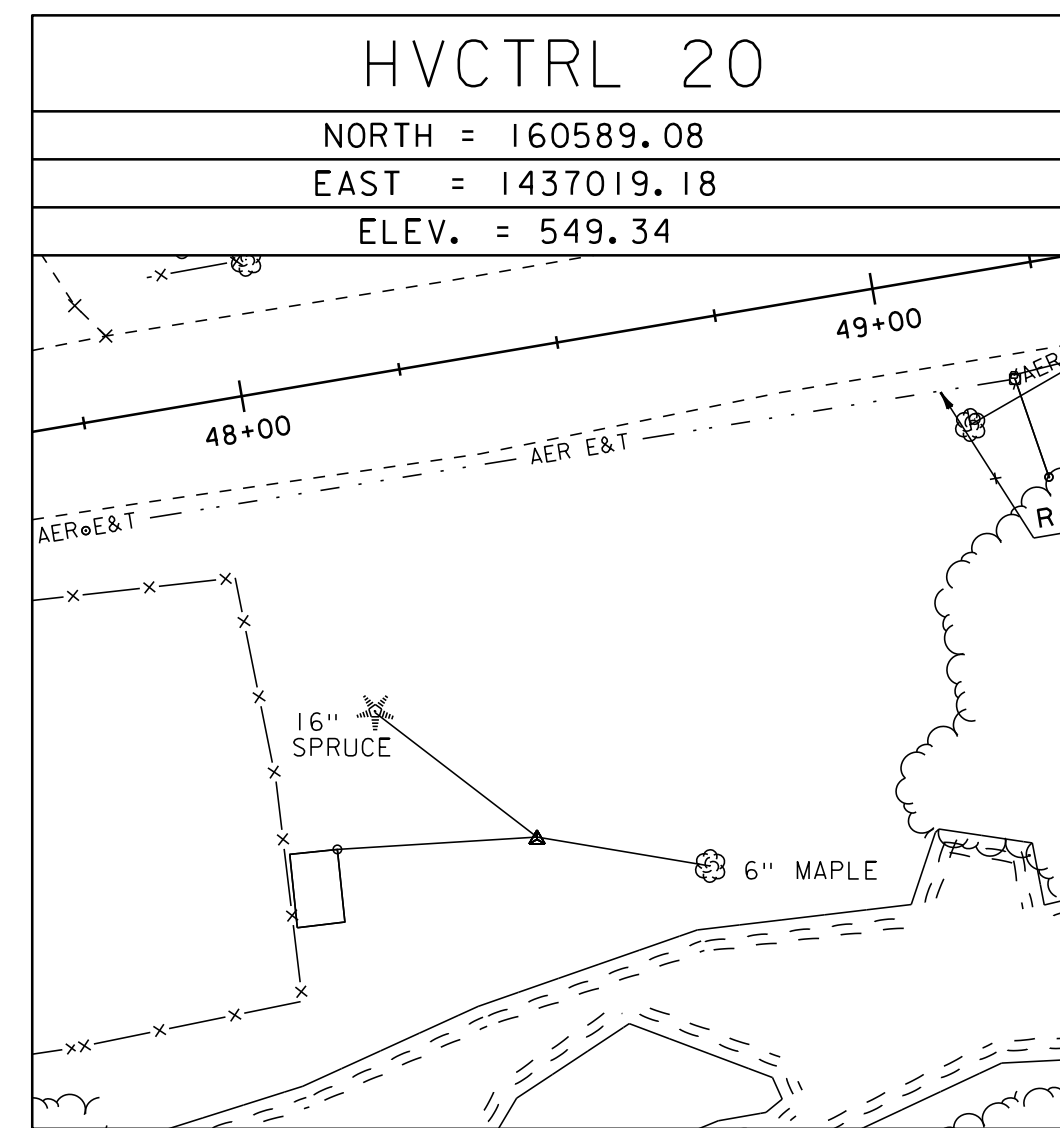 HVCTRL 20
NORTH = 160589.08
EAST = 1437019.18
ELEV. = 549.34
49+00
48+00
AER
AER E&T
AER E&T
R
16"
SPRUCE
6" MAPLE